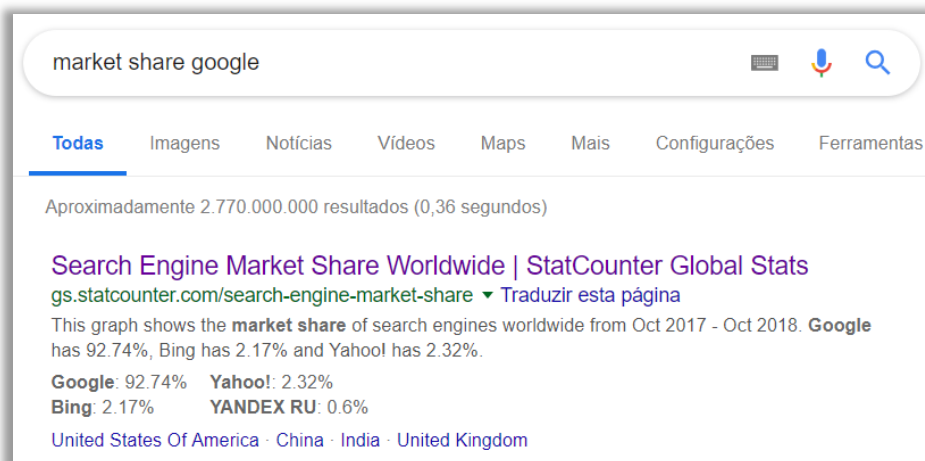 market share google
Todas Imagens Notícias Vídeos Maps Mais Configurações Ferramentas
Aproximadamente 2.770.000.000 resultados (0,36 segundos)
Search Engine Market Share Worldwide | StatCounter Global Stats
gs.statcounter.com/search-engine-market-share ▾ Traduzir esta página
This graph shows the market share of search engines worldwide from Oct 2017 - Oct 2018. Google
has 92.74%, Bing has 2.17% and Yahoo! has 2.32%.
Google: 92.74% Yahoo!: 2.32%
Bing: 2.17% YANDEX RU: 0.6%
United States Of America · China · India · United Kingdom